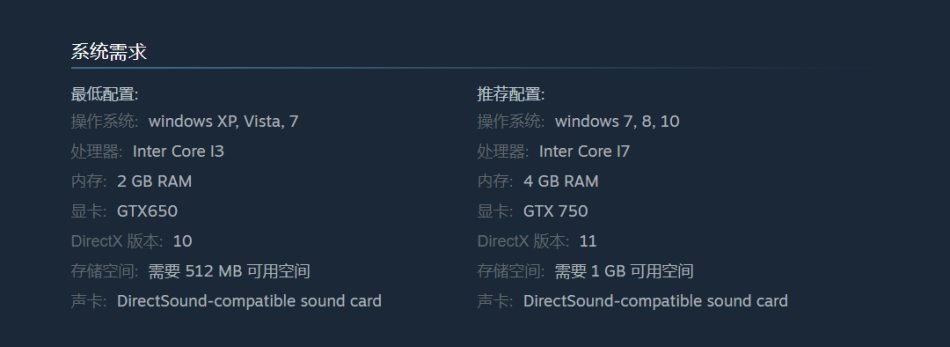 系统需求
最低配置:
操作系统: windows XP, Vista, 7
处理器: Inter Core I3
内存: 2 GB RAM
显卡: GTX650
DirectX 版本: 10
存储空间: 需要 512 MB 可用空间
声卡: DirectSound-compatible sound card
推荐配置:
操作系统: windows 7, 8, 10
处理器: Inter Core I7
内存: 4 GB RAM
显卡: GTX 750
DirectX 版本: 11
存储空间: 需要 1 GB 可用空间
声卡: DirectSound-compatible sound card